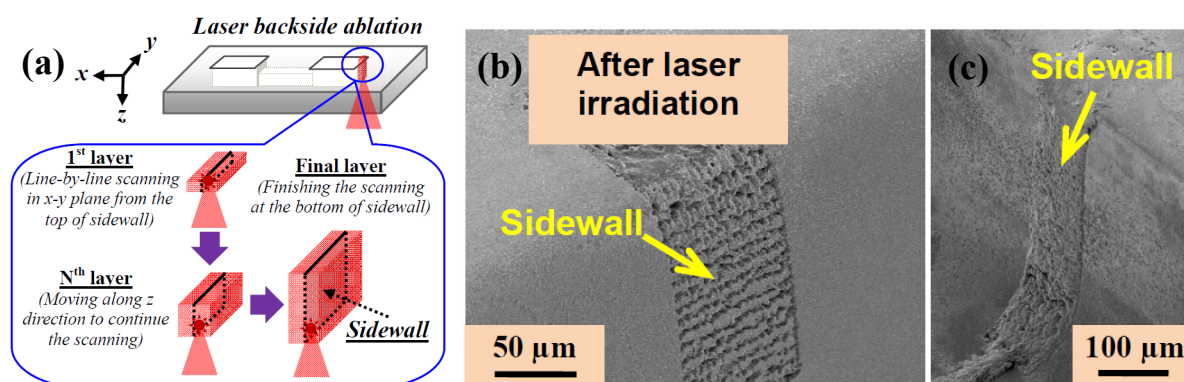 (a)
Laser backside ablation
y
x
z
1st layer
(Line-by-line scanning
in x-y plane from the
top of sidewall)
Final layer
(Finishing the scanning
at the bottom of sidewall)
Nth layer
(Moving along z
direction to continue
the scanning)
Sidewall
(b)
After laser
irradiation
Sidewall
50 µm
(c)
Sidewall
100 µm